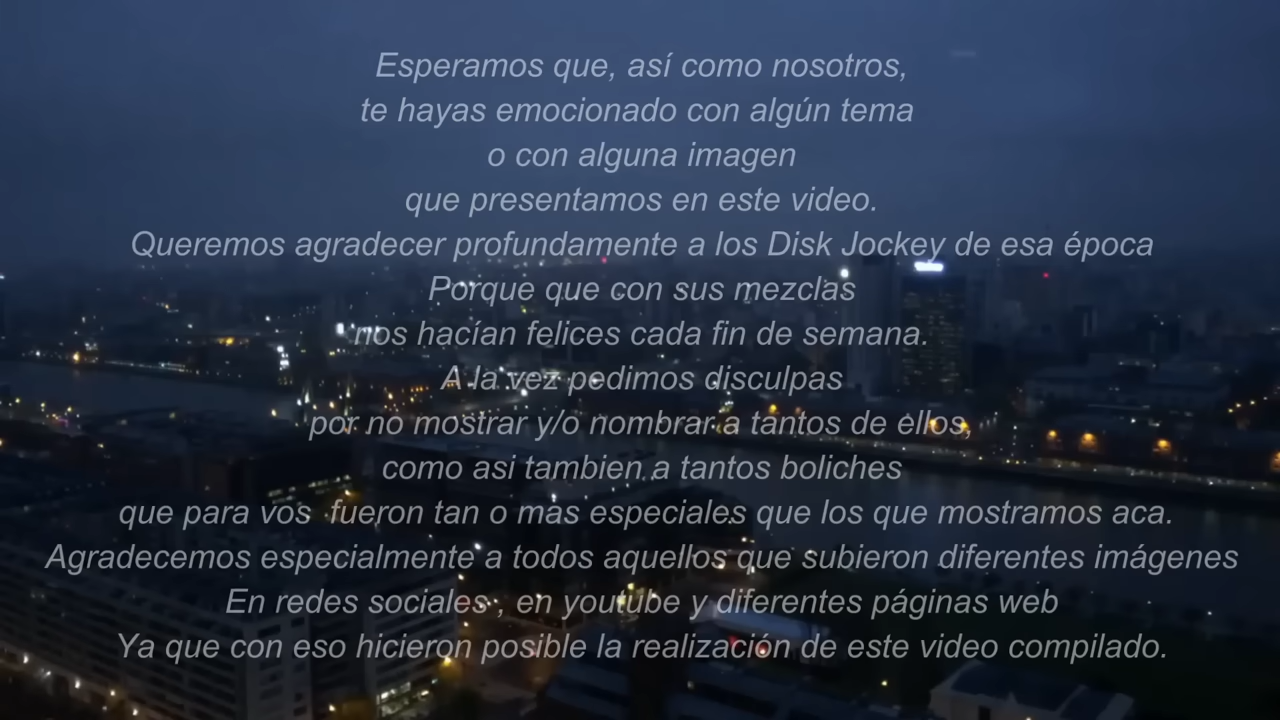 Esperamos que, así como nosotros,
te hayas emocionado con algún tema
o con alguna imagen
que presentamos en este video.
Queremos agradecer profundamente a los Disk Jockey de esa época
Porque que con sus mezclas
nos hacían felices cada fin de semana.
A la vez pedimos disculpas
por no mostrar y/o nombrar a tantos de ellos,
como asi tambien a tantos boliches
que para vos  fueron tan o màs especiales que los que mostramos aca.
Agradecemos especialmente a todos aquellos que subieron diferentes imágenes
En redes sociales , en youtube y diferentes páginas web
Ya que con eso hicieron posible la realización de este video compilado.